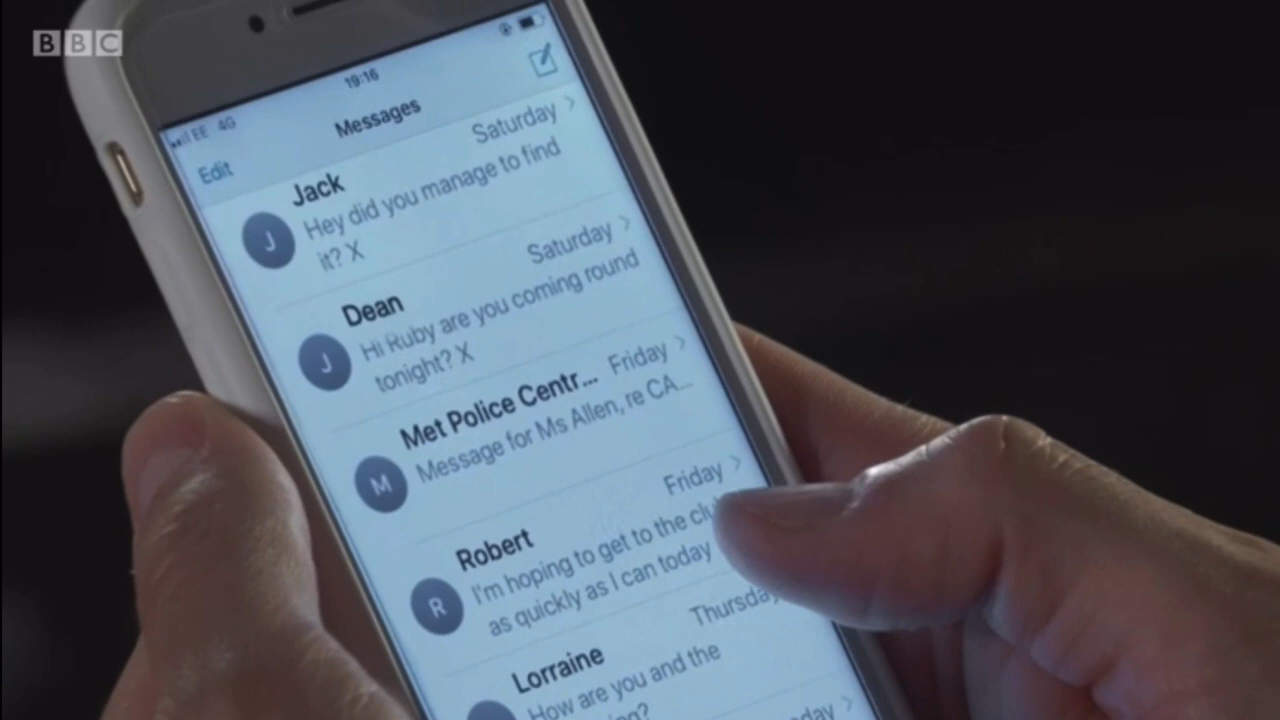 BBC
EE 4G
19:16
Edit
Messages
Jack
Saturday
J
Hey did you manage to find
it? X
Dean
Saturday
J
Hi Ruby are you coming round
tonight? X
Met Police Centr...
Friday
M
Message for Ms Allen, re CA...
Robert
Friday
R
I'm hoping to get to the
as quickly as I can today
Lorraine
Thursday
How are you and the